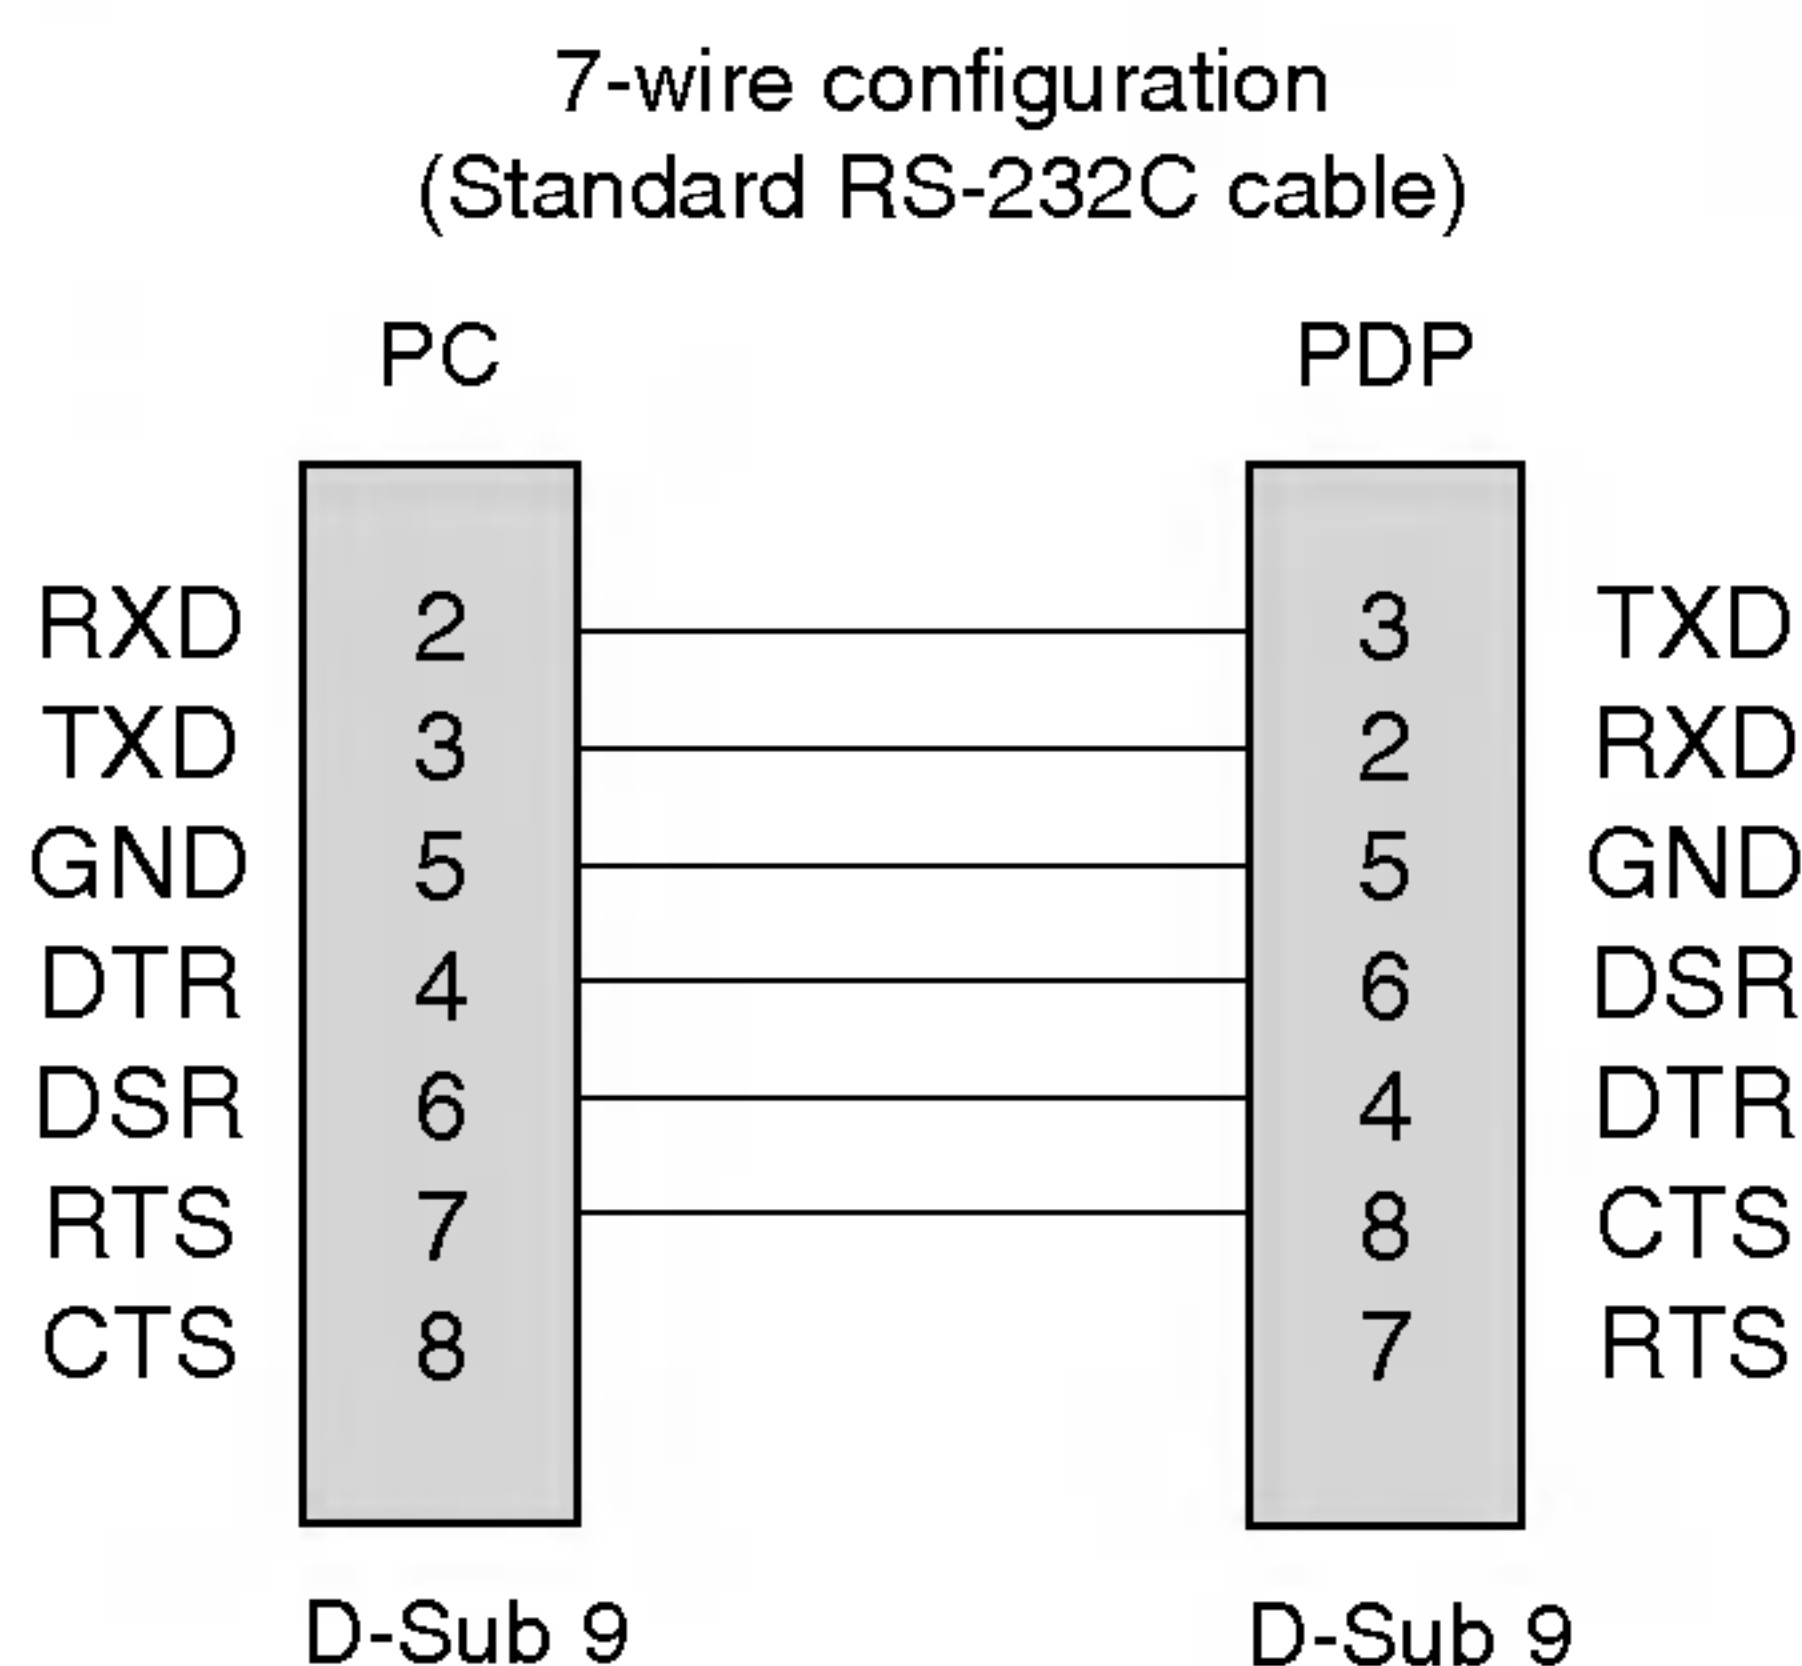 7-wire configuration
(Standard RS-232C cable)
PC PDP
RXD 2 3 TXD
TXD 3 2 RXD
GND 5 5 GND
DTR 4 6 DSR
DSR 6 4 DTR
RTS 7 8 CTS
CTS 8 7 RTS
D-Sub 9 D-Sub 9